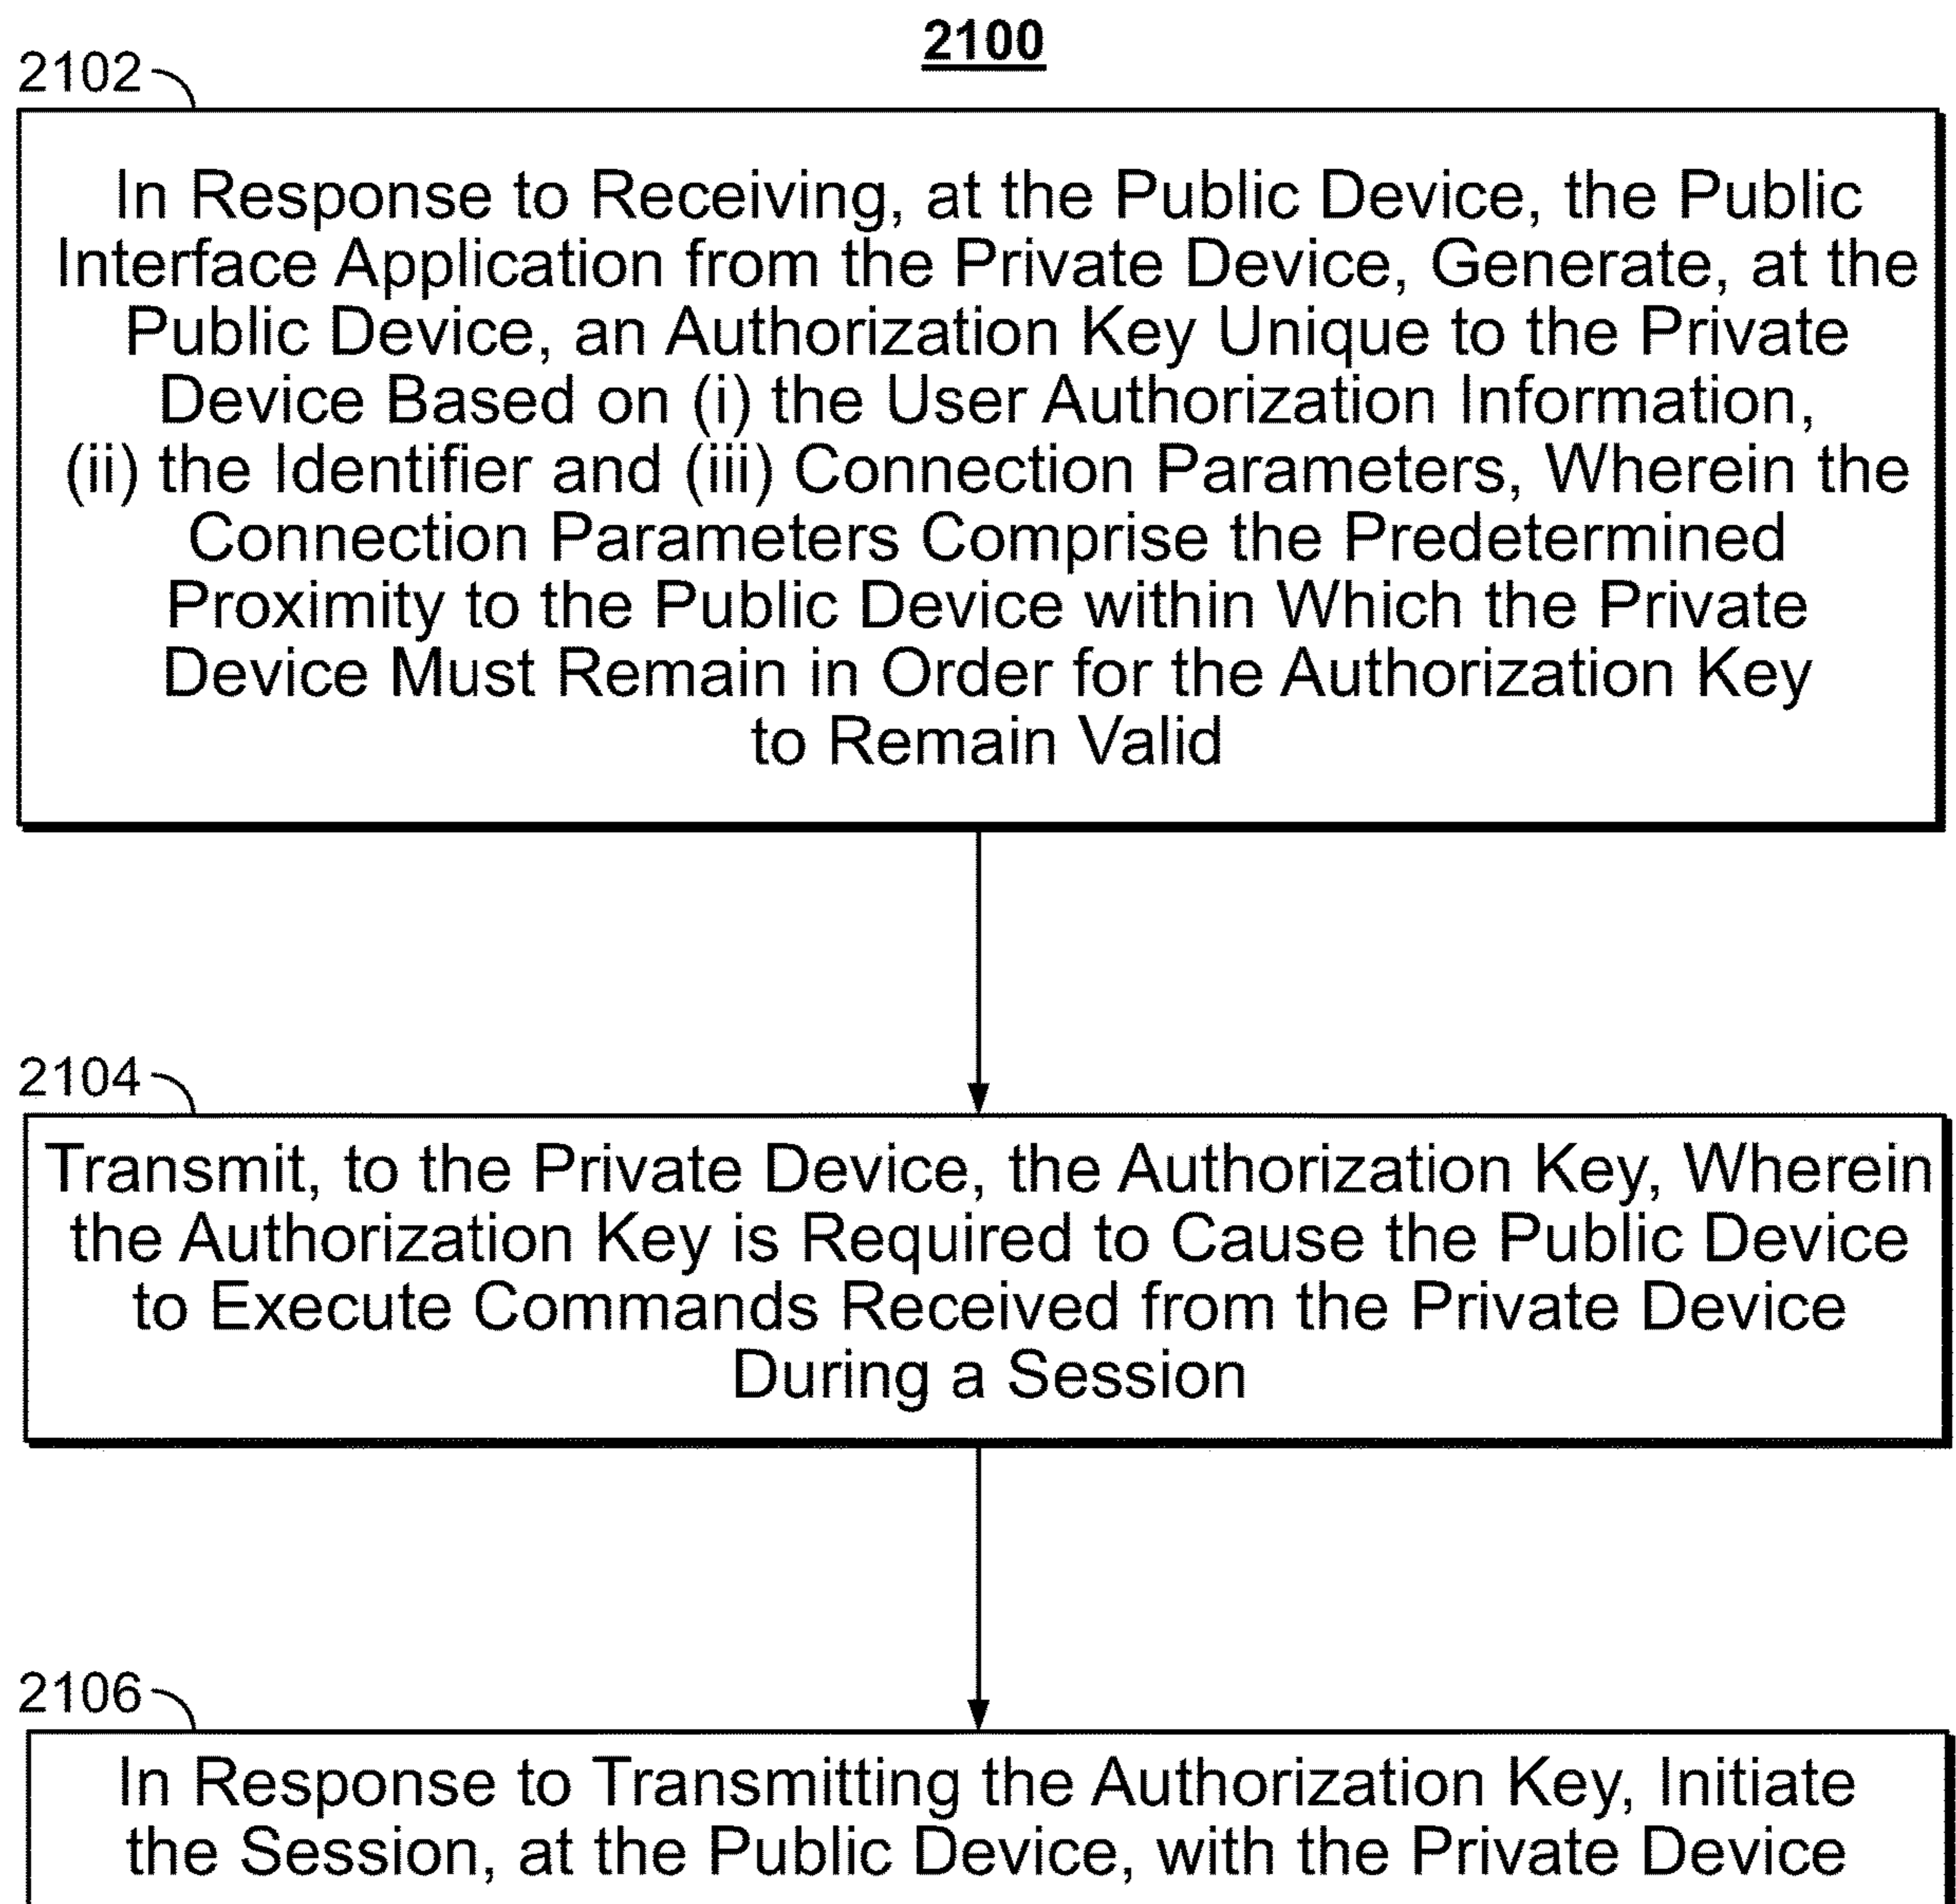 2100
2102
In Response to Receiving, at the Public Device, the Public
Interface Application from the Private Device, Generate, at the
Public Device, an Authorization Key Unique to the Private
Device Based on (i) the User Authorization Information,
(ii) the Identifier and (iii) Connection Parameters, Wherein the
Connection Parameters Comprise the Predetermined
Proximity to the Public Device within Which the Private
Device Must Remain in Order for the Authorization Key
to Remain Valid
2104
Transmit, to the Private Device, the Authorization Key, Wherein
the Authorization Key is Required to Cause the Public Device
to Execute Commands Received from the Private Device
During a Session
2106
In Response to Transmitting the Authorization Key, Initiate
the Session, at the Public Device, with the Private Device